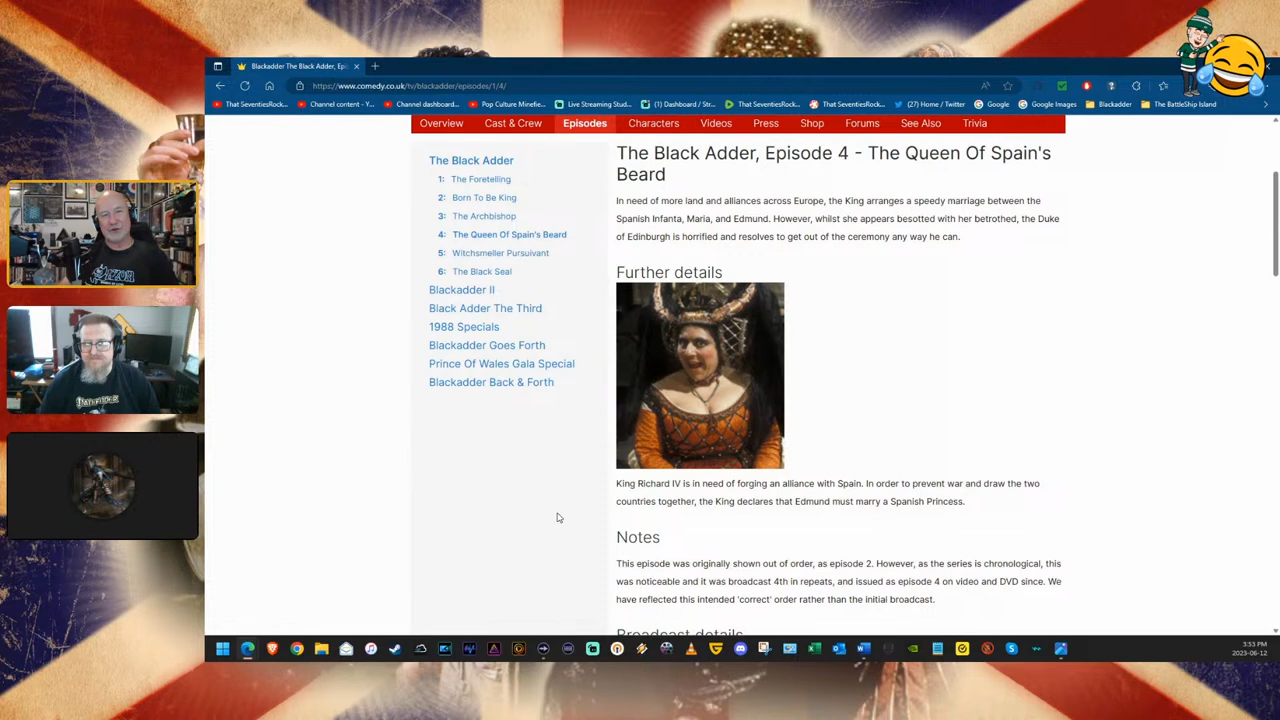 Blackadder The Black Adder, Epi
https://www.comedy.co.uk/tv/blackadder/episodes/1/4/
That SeventiesRock... Channel content - Y... Channel dashboard... Pop Culture Minefie... Live Streaming Stud... (1) Dashboard / Str... That SeventiesRock... That SeventiesRo... (27) Home / Twitter Google Google Images Blackadder The BattleShip Island
Overview Cast & Crew Episodes Characters Videos Press Shop Forums See Also Trivia
The Black Adder
1: The Foretelling
2: Born To Be King
3: The Archbishop
4: The Queen Of Spain's Beard
5: Witchsmeller Pursuivant
6: The Black Seal
Blackadder II
Black Adder The Third
1988 Specials
Blackadder Goes Forth
Prince Of Wales Gala Special
Blackadder Back & Forth
The Black Adder, Episode 4 - The Queen Of Spain's
Beard
In need of more land and alliances across Europe, the King arranges a speedy marriage between the
Spanish Infanta, Maria, and Edmund. However, whilst she appears besotted with her betrothed, the Duke
of Edinburgh is horrified and resolves to get out of the ceremony any way he can.
Further details
King Richard IV is in need of forging an alliance with Spain. In order to prevent war and draw the two
countries together, the King declares that Edmund must marry a Spanish Princess.
Notes
This episode was originally shown out of order, as episode 2. However, as the series is chronological, this
was noticeable and it was broadcast 4th in repeats, and issued as episode 4 on video and DVD since. We
have reflected this intended 'correct' order rather than the initial broadcast.
Broadcast details
3:53 PM
2023-06-12